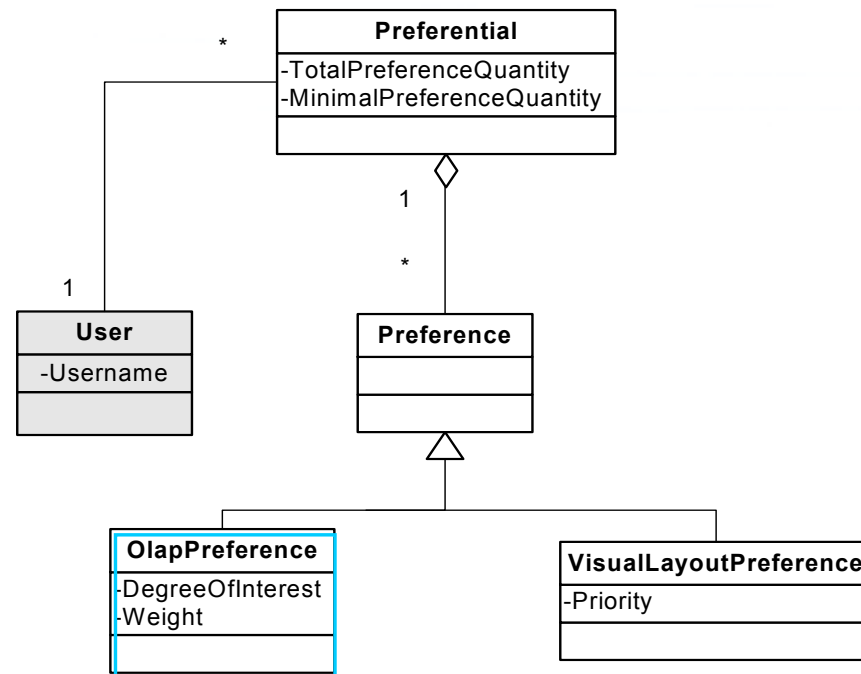 Preferential
*
-TotalPreferenceQuantity
-MinimalPreferenceQuantity
1
*
1
User
-Username
Preference
OlapPreference
-DegreeOfInterest
-Weight
VisualLayoutPreference
-Priority